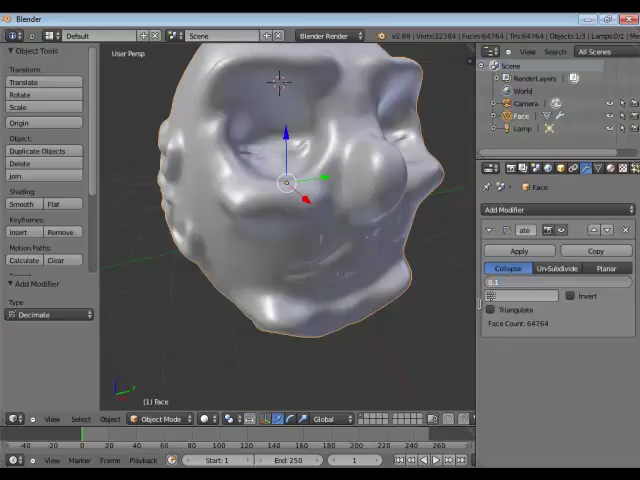 Blender
Default
Scene
Blender Render
v2.68 | Verts:32384 | Faces:64764 | Tris:64764 | Objects:1/3 | Lamps:0/1 |
Object Tools
User Persp
View Search All Scenes
Transform:
Translate
Rotate
Scale
Origin
Object:
Duplicate Objects
Delete
Join
Shading:
Smooth Flat
Keyframes:
Insert Remove
Motion Paths:
Calculate Clear
Add Modifier
Type
Decimate
Scene
RenderLayers
World
Camera
Face
Lamp
Face
Add Modifier
ate
Apply Copy
Collapse Un-Subdivide Planar
0.1
Invert
Triangulate
Face Count: 64764
(1) Face
View Select Object Object Mode Global
-40 -20 0 20 40 60 80 100 120 140 160 180 200 220 240 260
View Marker Frame Playback Start: 1 End: 250 1